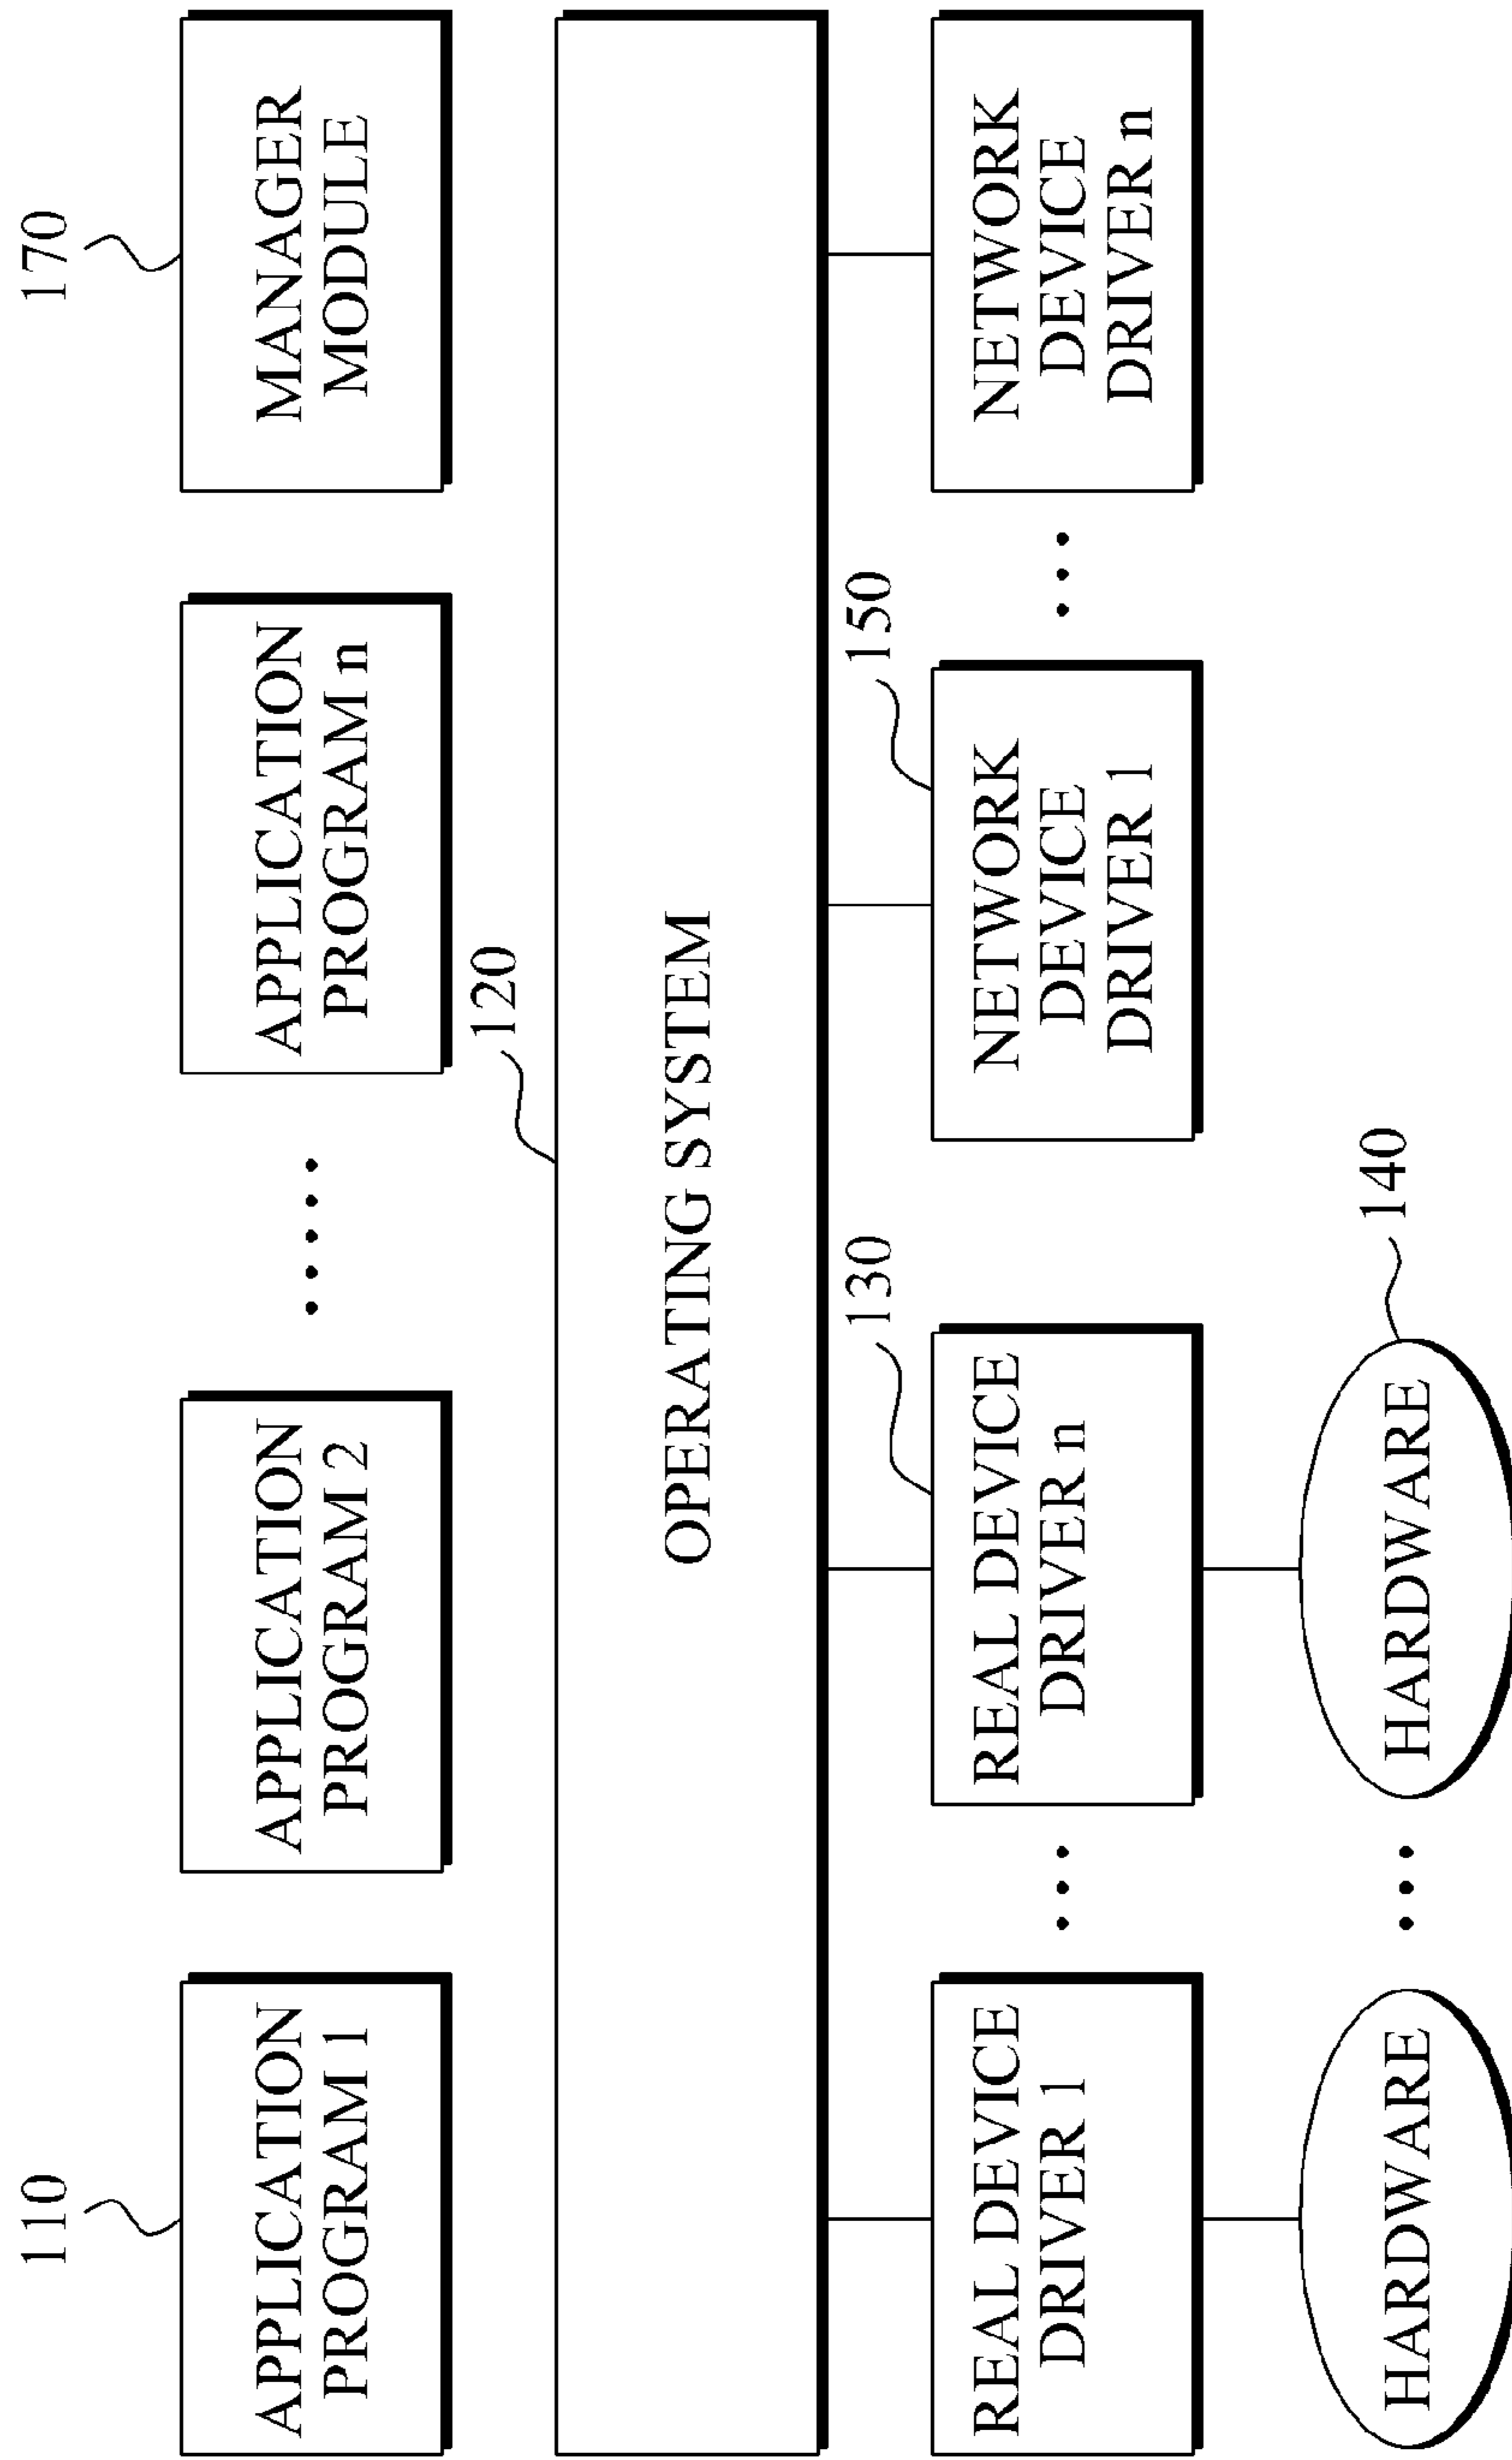 110
170
APPLICATION
PROGRAM 1
APPLICATION
PROGRAM 2
APPLICATION
PROGRAM n
MANAGER
MODULE
120
OPERATING SYSTEM
130
150
REAL DEVICE
DRIVER 1
REAL DEVICE
DRIVER n
NETWORK
DEVICE
DRIVER 1
NETWORK
DEVICE
DRIVER n
140
HARDWARE
HARDWARE